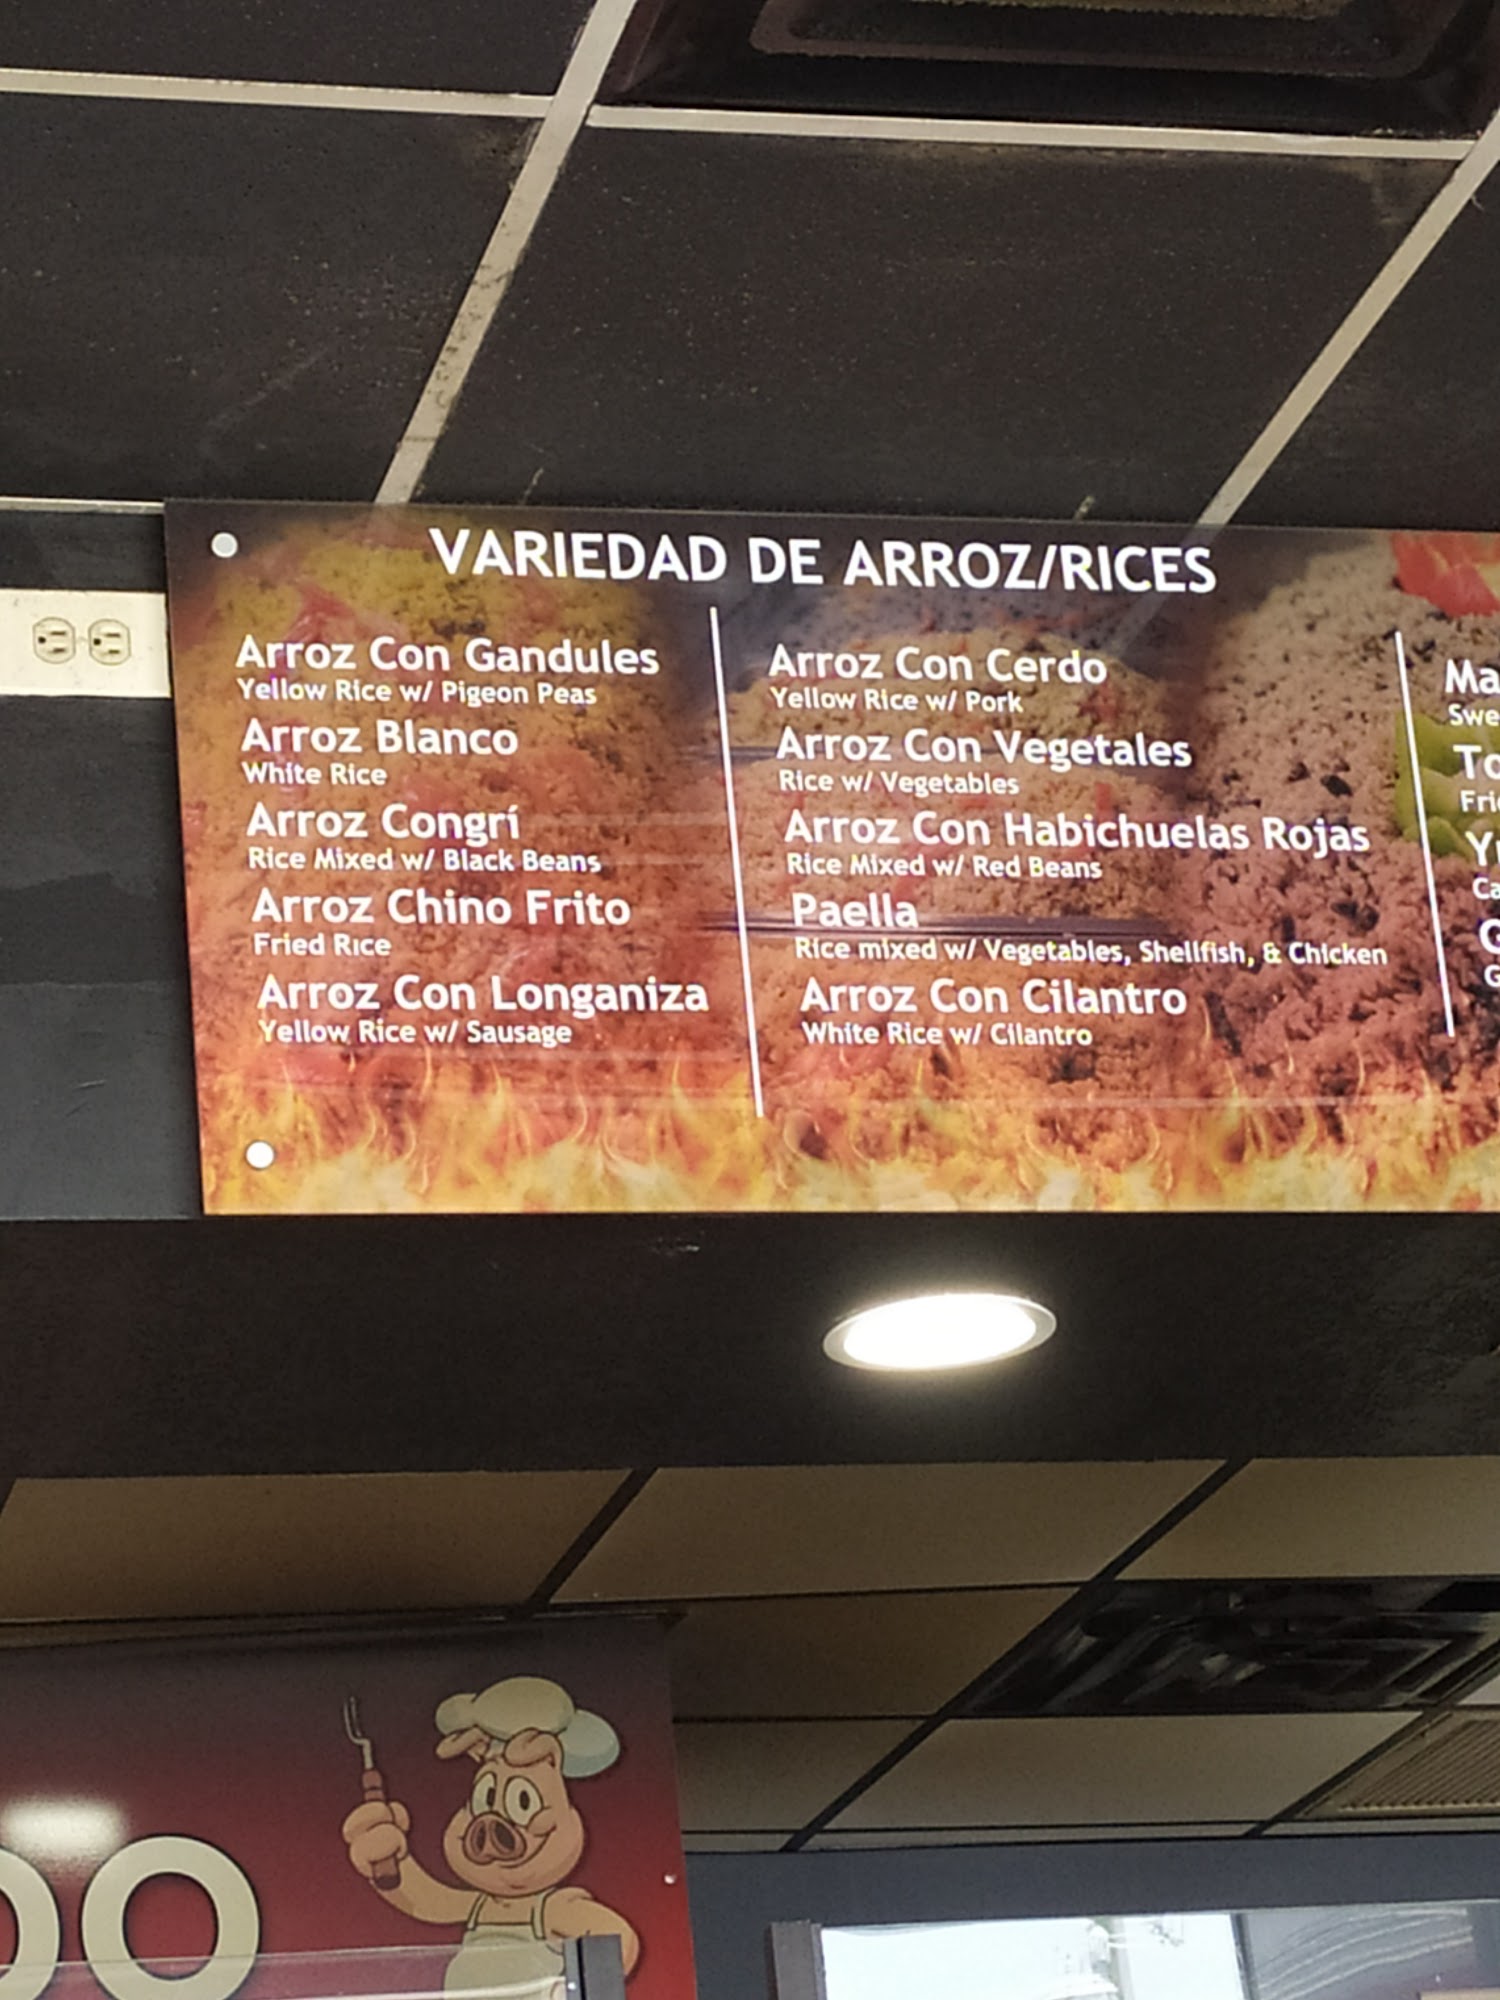 VARIEDAD DE ARROZ/RICES
Arroz Con Gandules
Yellow Rice w/ Pigeon Peas
Arroz Blanco
White Rice
Arroz Congrí
Rice Mixed w/ Black Beans
Arroz Chino Frito
Fried Rice
Arroz Con Longaniza
Yellow Rice w/ Sausage
Arroz Con Cerdo
Yellow Rice w/ Pork
Arroz Con Vegetales
Rice w/ Vegetables
Arroz Con Habichuelas Rojas
Rice Mixed w/ Red Beans
Paella
Rice mixed w/ Vegetables, Shellfish, & Chicken
Arroz Con Cilantro
White Rice w/ Cilantro